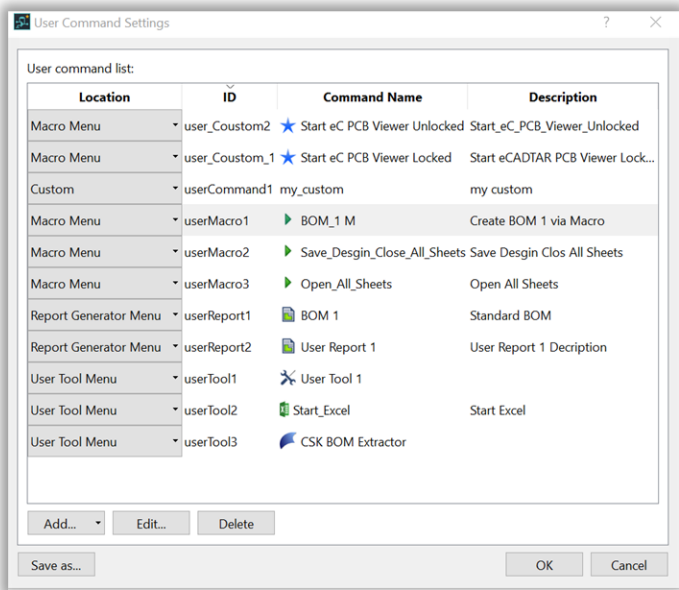 User Command Settings ?
User command list:
Location ID Command Name Description
Macro Menu user_Coustom2 Start eC PCB Viewer Unlocked Start_eC_PCB_Viewer_Unlocked
Macro Menu user_Coustom_1 Start eC PCB Viewer Locked Start eCADTAR PCB Viewer Lock...
Custom userCommand1 my_custom my custom
Macro Menu userMacro1 BOM_1 M Create BOM 1 via Macro
Macro Menu userMacro2 Save_Desgin_Close_All_Sheets Save Desgin Clos All Sheets
Macro Menu userMacro3 Open_All_Sheets Open All Sheets
Report Generator Menu userReport1 BOM 1 Standard BOM
Report Generator Menu userReport2 User Report 1 User Report 1 Decription
User Tool Menu userTool1 User Tool 1
User Tool Menu userTool2 Start_Excel Start Excel
User Tool Menu userTool3 CSK BOM Extractor
Add... Edit... Delete
Save as... OK Cancel